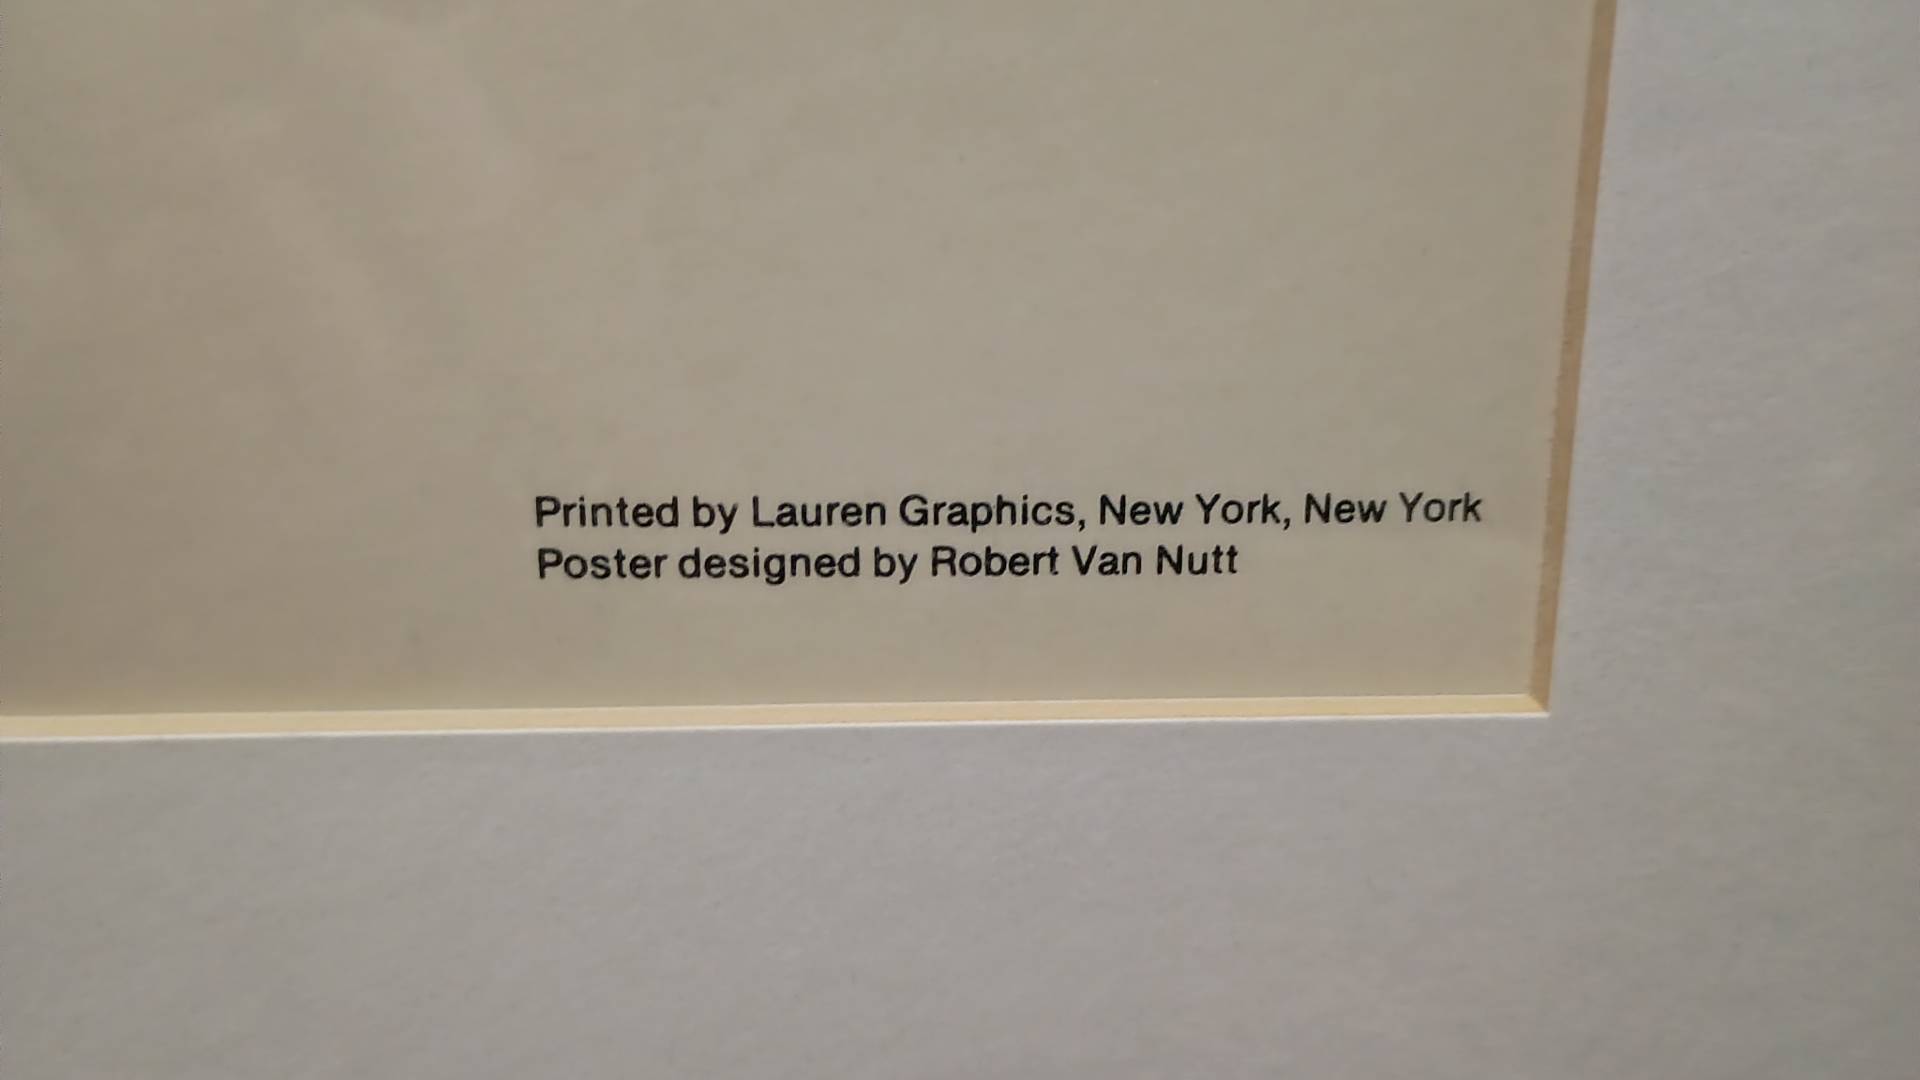 Printed by Lauren Graphics, New York, New York
Poster designed by Robert Van Nutt